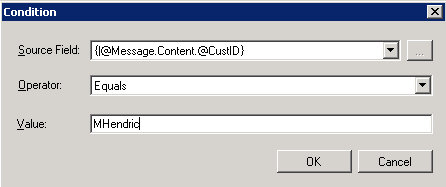 Condition
Source Field: {|@Message.Content.@CustID} ...
Operator: Equals
Value: MHendric
OK Cancel